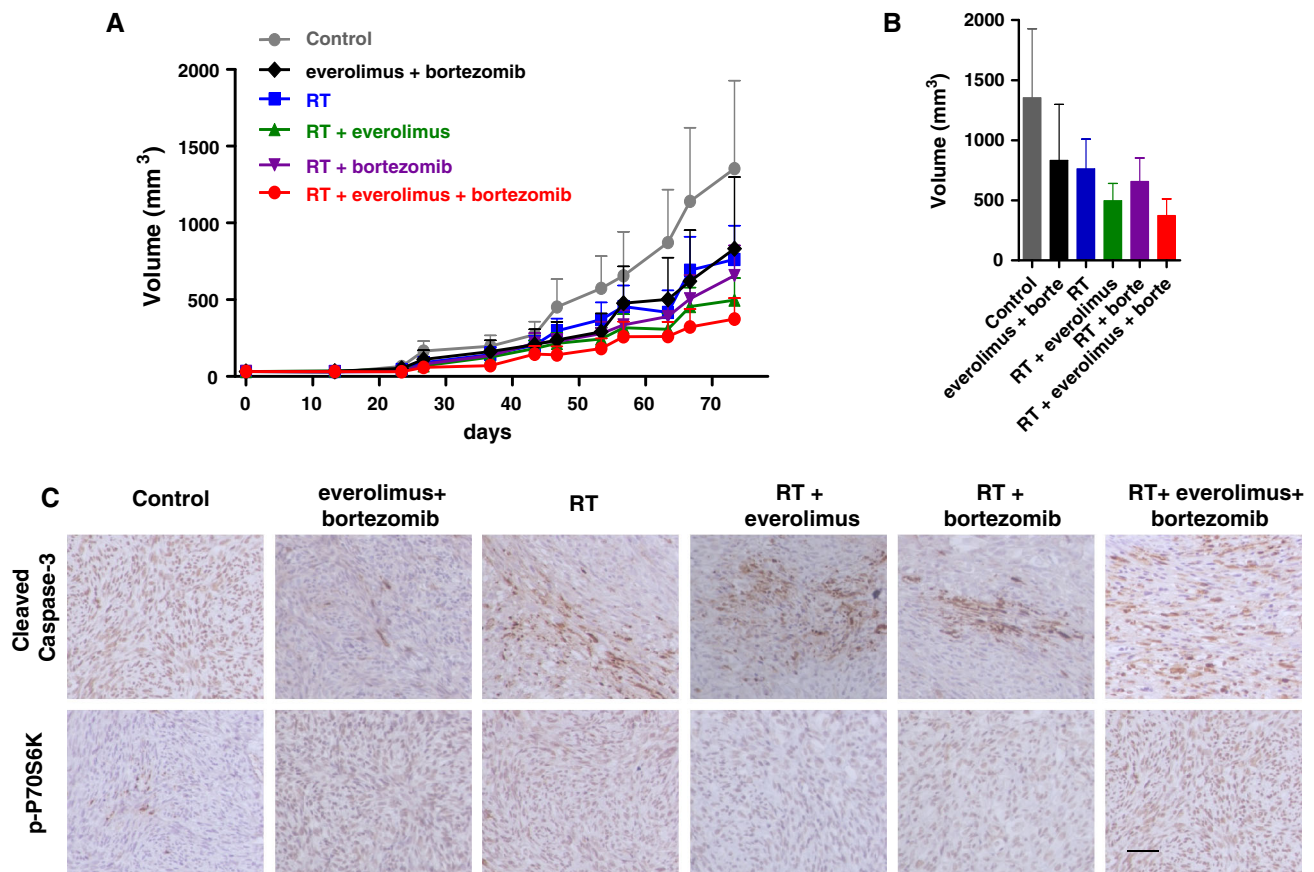 A
Control
everolimus + bortezomib
RT
RT + everolimus
RT + bortezomib
RT + everolimus + bortezomib
Volume (mm 3)
2000
1500
1000
500
0
0 10 20 30 40 50 60 70
days
B
Volume (mm3)
2000
1500
1000
500
0
Control
everolimus + borte
RT
RT + everolimus
RT + borte
RT + everolimus + borte
C
Control
everolimus+
bortezomib
RT
RT +
everolimus
RT +
bortezomib
RT+ everolimus+
bortezomib
Cleaved
Caspase-3
p-P70S6K